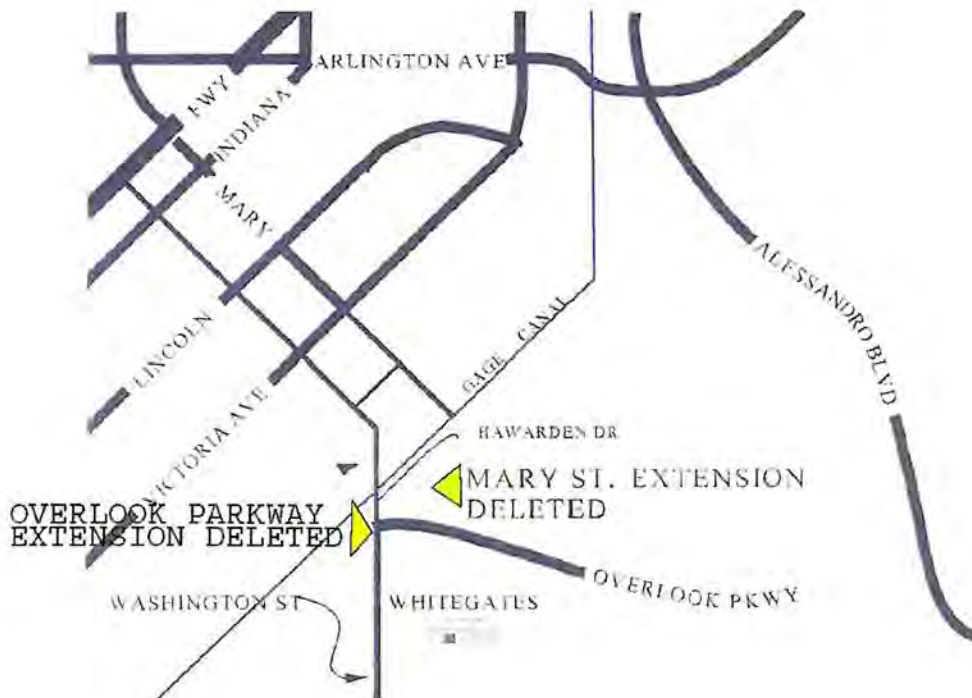 ARLINGTON AVE
FWY
INDIANA
MARY
ALESSANDRO BLVD
LINCOLN
GAGE CANAL
VICTORIA AVE
HAWARDEN DR
MARY ST. EXTENSION
DELETED
OVERLOOK PARKWAY
EXTENSION DELETED
OVERLOOK PKWY
WASHINGTON ST
WHITEGATES